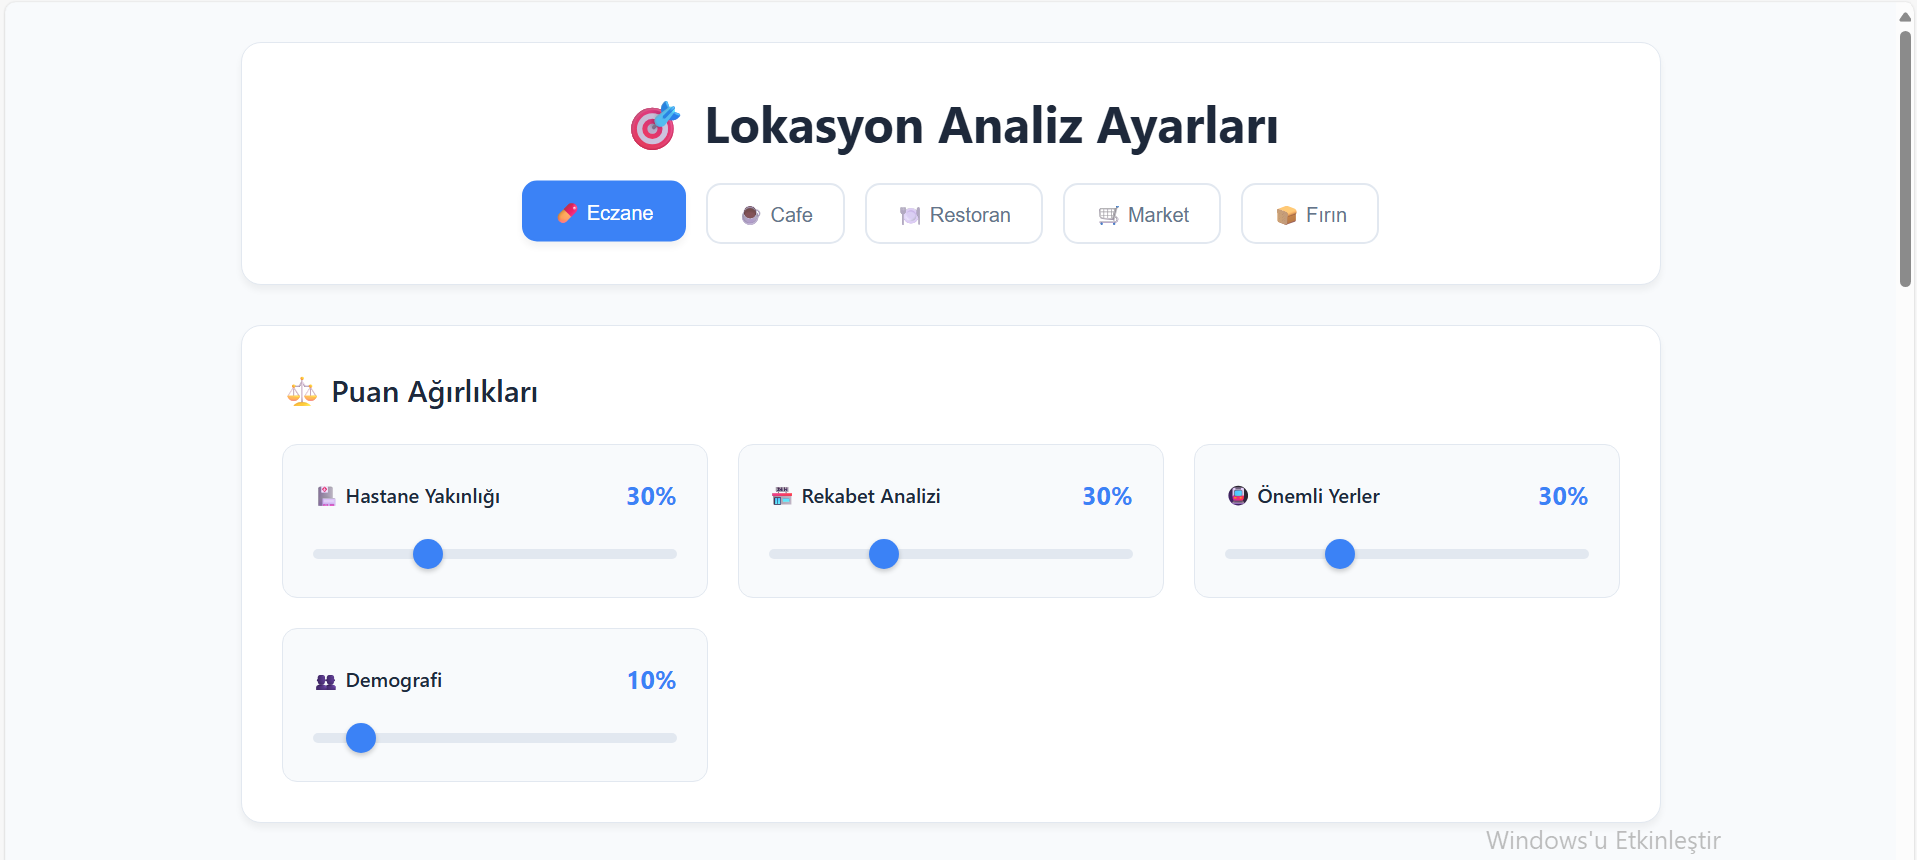 Lokasyon Analiz Ayarları
Eczane
Cafe
Restoran
Market
Fırın
Puan Ağırlıkları
Hastane Yakınlığı 30%
Rekabet Analizi 30%
Önemli Yerler 30%
Demografi 10%
Windows'u Etkinleştir